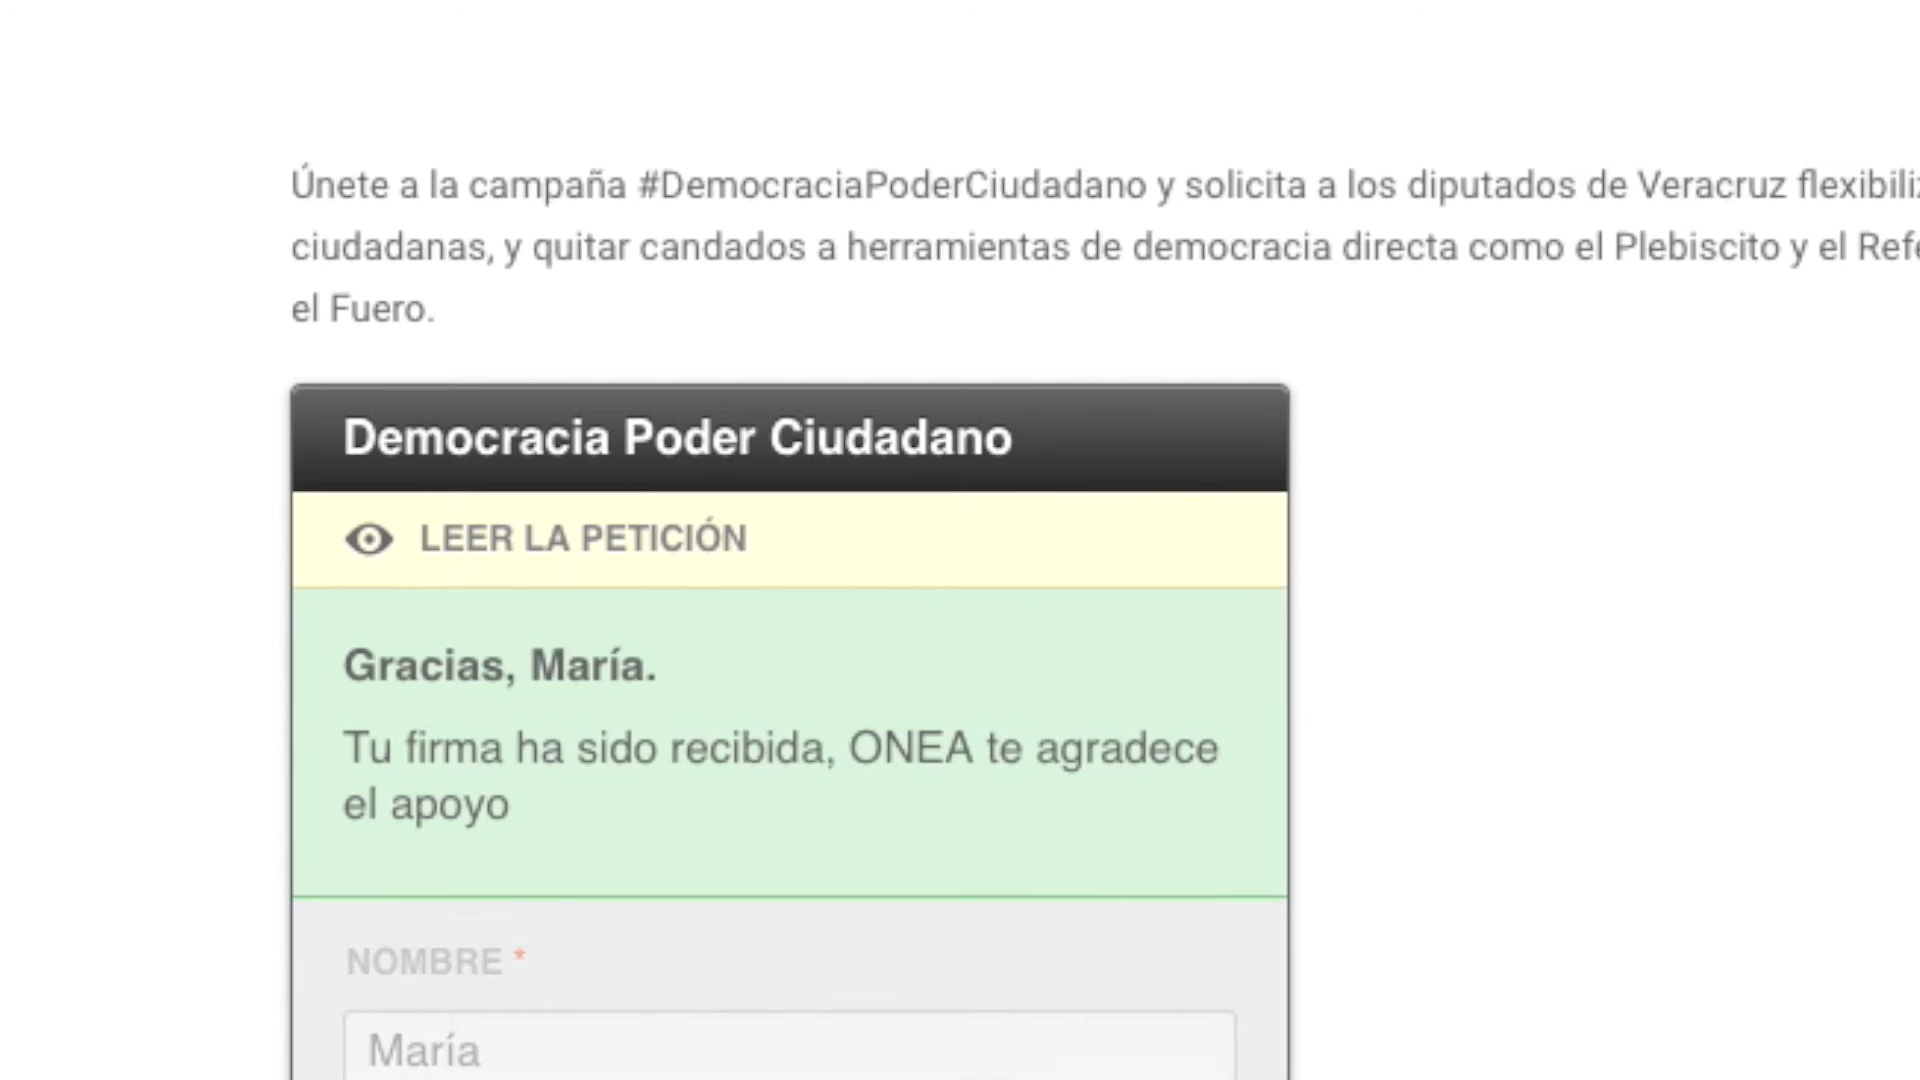 Únete a la campaña #DemocraciaPoderCiudadano y solicita a los diputados de Veracruz
ciudadanas, y quitar candados a herramientas de democracia directa como el Plebiscito y el
el Fuero.
Democracia Poder Ciudadano
LEER LA PETICIÓN
Gracias, María.
Tu firma ha sido recibida, ONEA te agradece
el apoyo
NOMBRE *
María